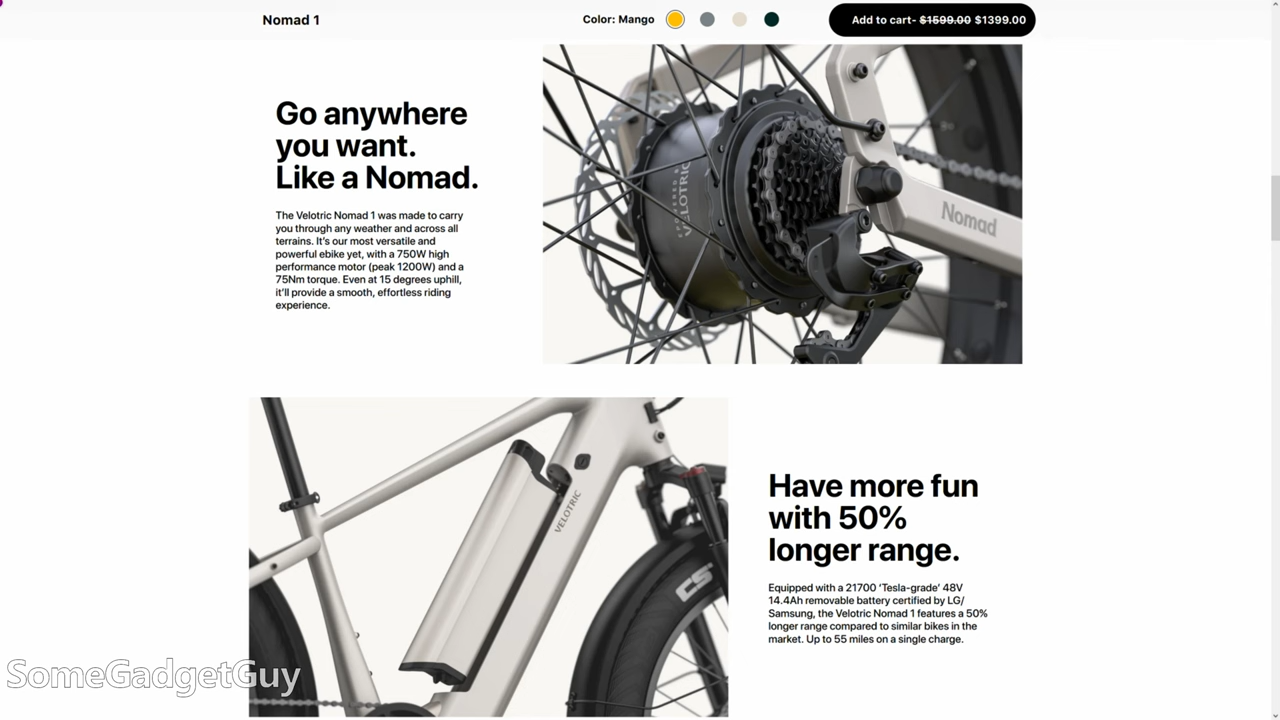 Nomad 1
Color: Mango
Add to cart- $1599.00 $1399.00
Go anywhere
you want.
Like a Nomad.
The Velotric Nomad 1 was made to carry
you through any weather and across all
terrains. It's our most versatile and
powerful ebike yet, with a 750W high
performance motor (peak 1200W) and a
75Nm torque. Even at 15 degrees uphill,
it'll provide a smooth, effortless riding
experience.
VELOTRIC
Nomad
VELOTRIC
CS
Have more fun
with 50%
longer range.
Equipped with a 21700 ‘Tesla-grade’ 48V
14.4Ah removable battery certified by LG/
Samsung, the Velotric Nomad 1 features a 50%
longer range compared to similar bikes in the
market. Up to 55 miles on a single charge.
SomeGadgetGuy